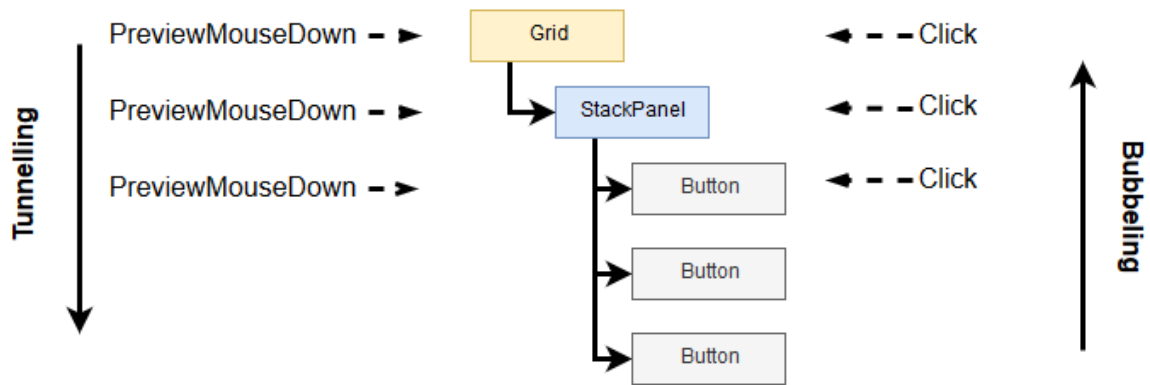 PreviewMouseDown
Grid
Click
PreviewMouseDown
StackPanel
Click
PreviewMouseDown
Button
Click
Tunnelling
Bubbeling
Button
Button